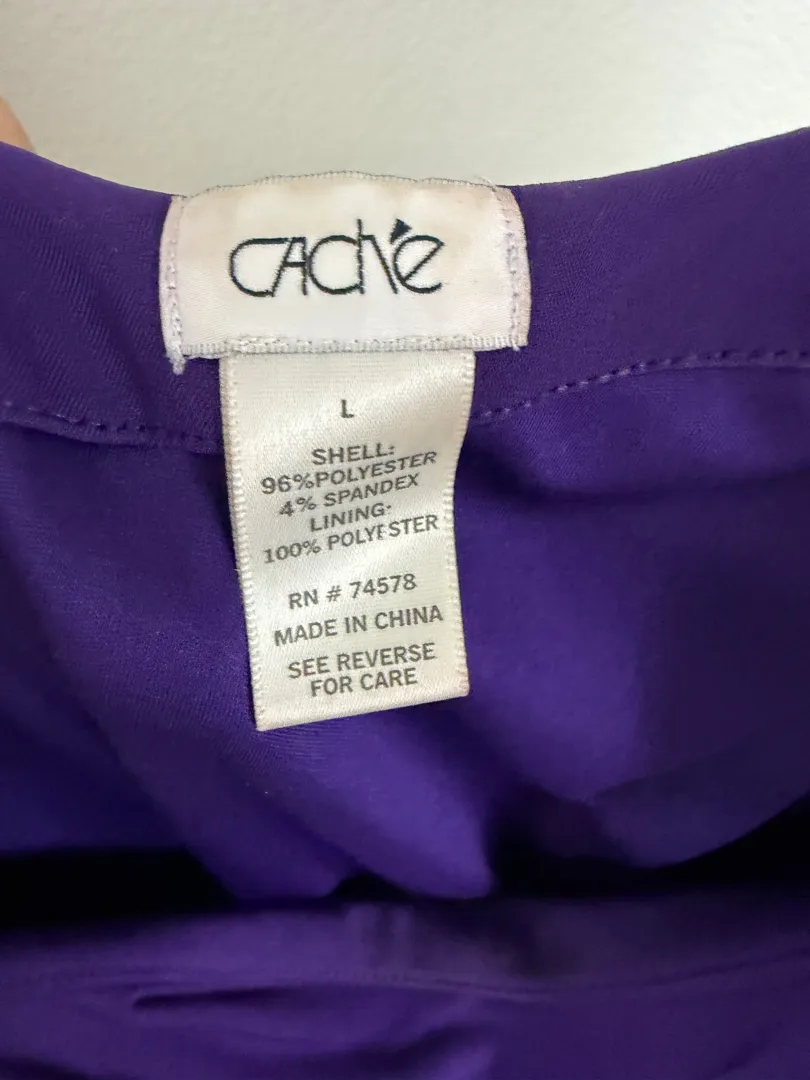 CACHÉ
L
SHELL:
96%POLYESTER
4% SPANDEX
LINING:
100% POLYESTER
RN # 74578
MADE IN CHINA
SEE REVERSE
FOR CARE